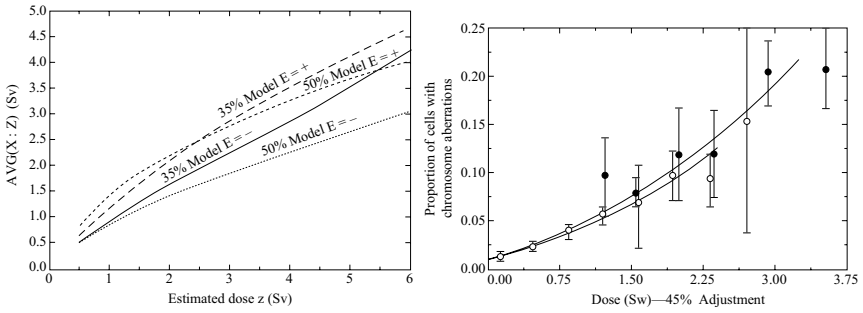 5.0
4.5
4.0
3.5
3.0
2.5
2.0
1.5
1.0
5.0
0.0
AVG(X : Z) (Sv)
35% Model E = +
50% Model E = +
35% Model E = –
50% Model E = –
0 1 2 3 4 5 6
Estimated dose z (Sv)
0.25
0.20
0.15
0.10
0.05
0.00
Proportion of cells with
chromnosome aberrations
0.00 0.75 1.50 2.25 3.00 3.75
Dose (Sw)—45% Adjustment